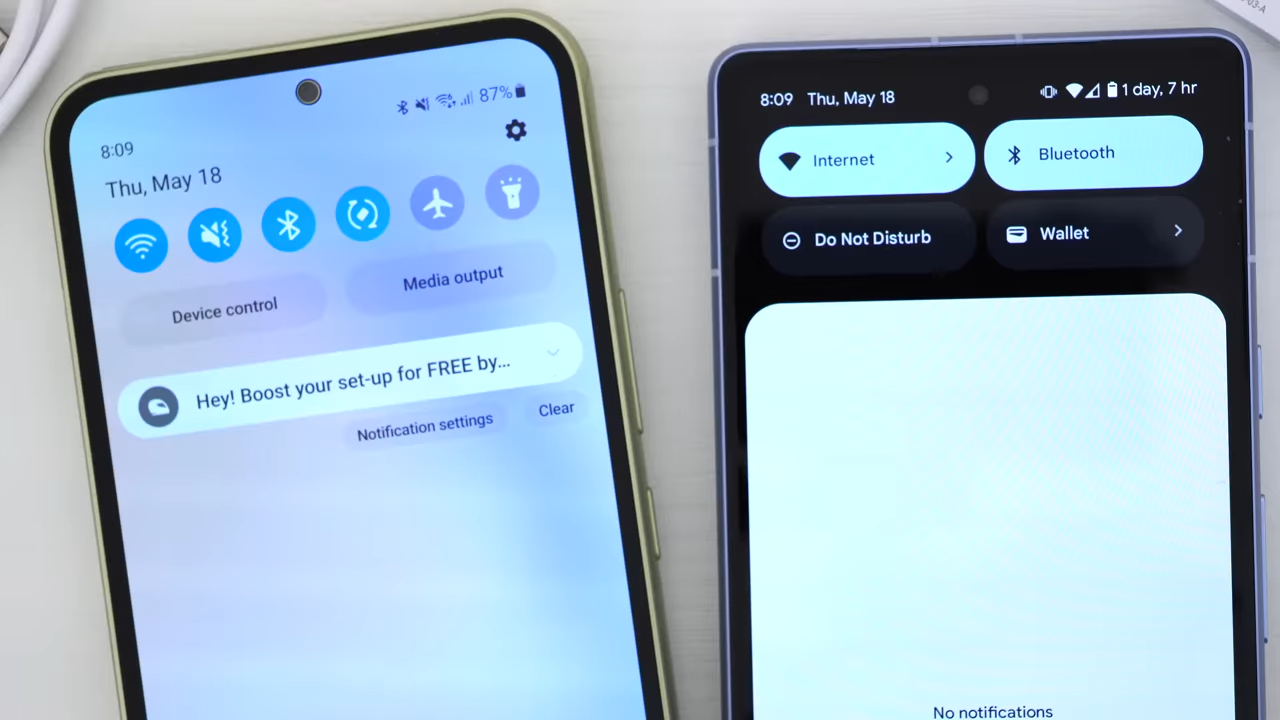 87%
8:09
Thu, May 18
Device control
Media output
Hey! Boost your set-up for FREE by...
Notification settings
Clear
8:09 Thu, May 18
1 day, 7 hr
Internet
Bluetooth
Do Not Disturb
Wallet
No notifications